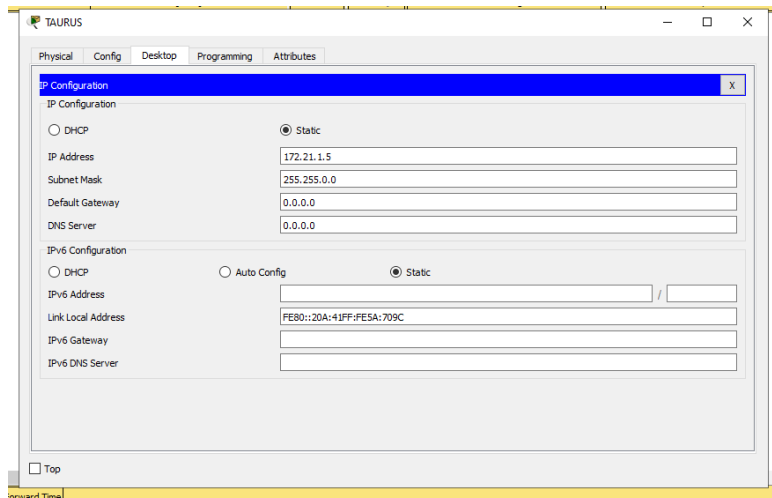 TAURUS
Physical Config Desktop Programming Attributes
IP Configuration X
IP Configuration
DHCP Static
IP Address 172.21.1.5
Subnet Mask 255.255.0.0
Default Gateway 0.0.0.0
DNS Server 0.0.0.0
IPv6 Configuration
DHCP Auto Config Static
IPv6 Address /
Link Local Address FE80::20A:41FF:FE5A:709C
IPv6 Gateway
IPv6 DNS Server
Top
Forward Time